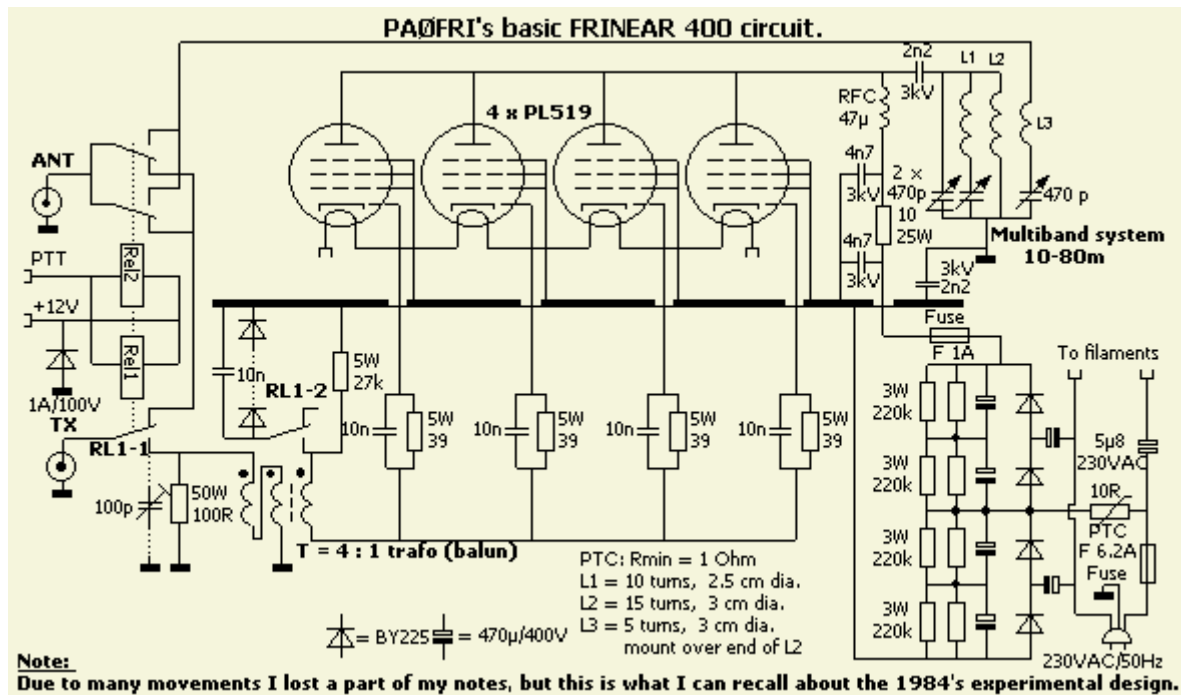 PAØFRI's basic FRINEAR 400 circuit.
2n2
3kV
L1
L2
L3
RFC
47µ
4 x PL519
ANT
4n7
3kV
2 x
470p
470 p
10
25W
Multiband system
10-80m
PTT
Rel2
4n7
3kV
3kV
2n2
+12V
Rel1
Fuse
F 1A
To filaments
5W
27k
10n
RL1-2
1A/100V
TX
RL1-1
10n
5W
39
10n
5W
39
10n
5W
39
10n
5W
39
3W
220k
3W
220k
3W
220k
3W
220k
5µ8
230VAC
10R
PTC
F 6.2A
Fuse
100p
50W
100R
T = 4 : 1 trafo (balun)
PTC: Rmin = 1 Ohm
L1 = 10 turns, 2.5 cm dia.
L2 = 15 turns, 3 cm dia.
L3 = 5 turns, 3 cm dia.
mount over end of L2
= BY225
= 470µ/400V
230VAC/50Hz
Note:
Due to many movements I lost a part of my notes, but this is what I can recall about the 1984's experimental design.